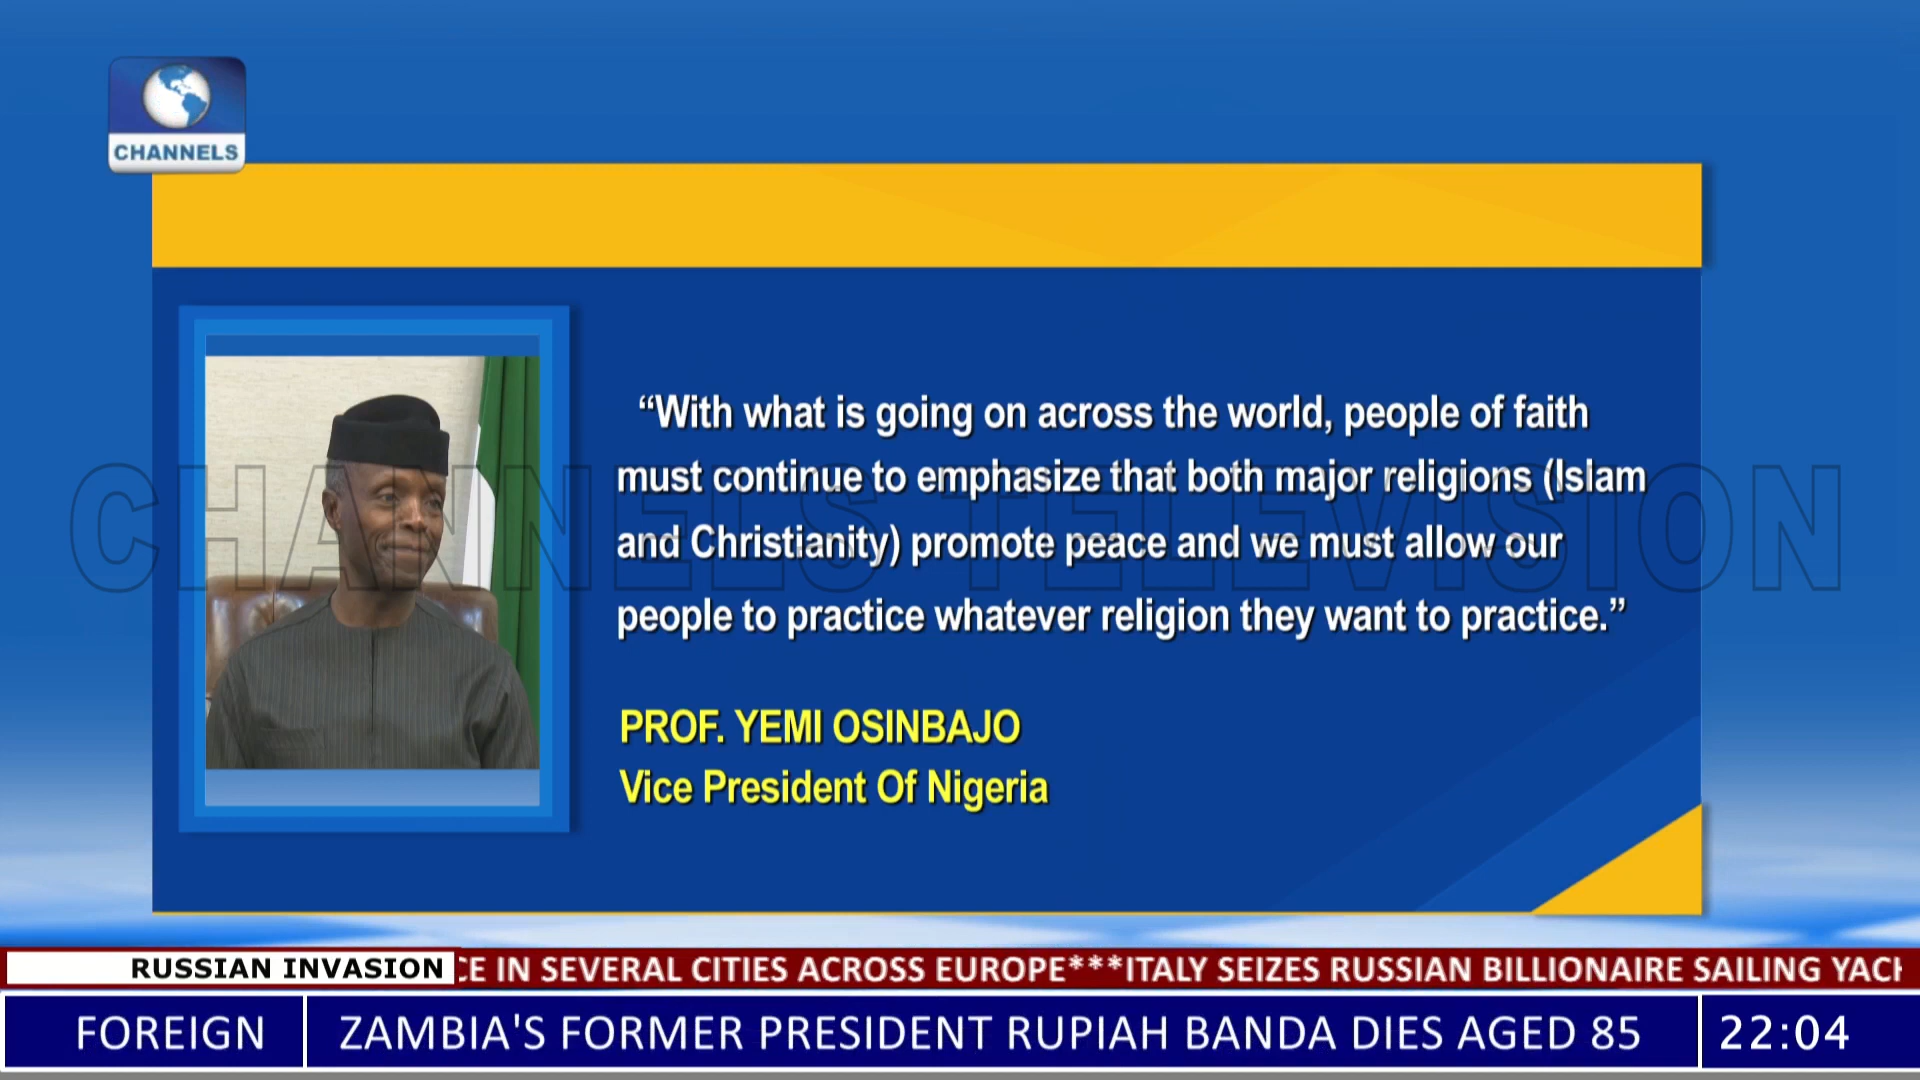 CHANNELS
“With what is going on across the world, people of faith
must continue to emphasize that both major religions (Islam
and Christianity) promote peace and we must allow our
people to practice whatever religion they want to practice.”
CHANNELS TELEVISION
PROF. YEMI OSINBAJO
Vice President Of Nigeria
RUSSIAN INVASION
CE IN SEVERAL CITIES ACROSS EUROPE***ITALY SEIZES RUSSIAN BILLIONAIRE SAILING YACH
FOREIGN
ZAMBIA'S FORMER PRESIDENT RUPIAH BANDA DIES AGED 85
22:04